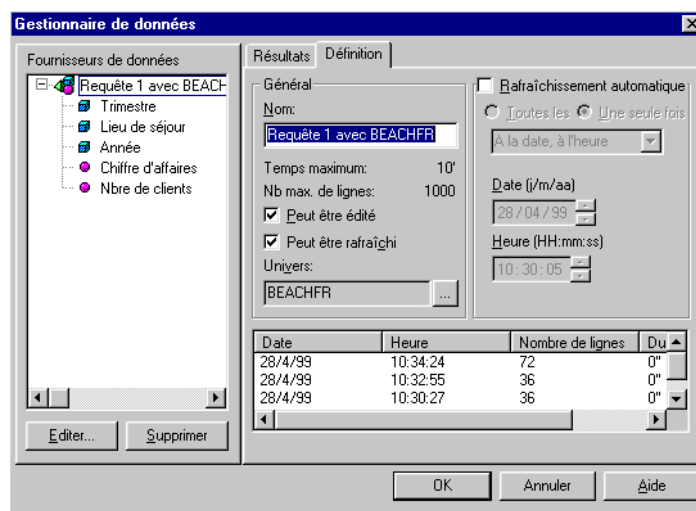 Gestionnaire de données
Fournisseurs de données
Requête 1 avec BEACH
Trimestre
Lieu de séjour
Année
Chiffre d'affaires
Nbre de clients
Editer...
Supprimer
Résultats
Définition
Général
Nom:
Requête 1 avec BEACHFR
Temps maximum: 10'
Nb max. de lignes: 1000
Peut être édité
Peut être rafraîchi
Univers:
BEACHFR
...
Rafraîchissement automatique
Toutes les
Une seule fois
A la date, à l'heure
Date (j/m/aa)
28/04/99
Heure (HH:mm:ss)
10:30:05
Date Heure Nombre de lignes Du
28/4/99 10:34:24 72 0"
28/4/99 10:32:55 36 0"
28/4/99 10:30:27 36 0"
OK
Annuler
Aide